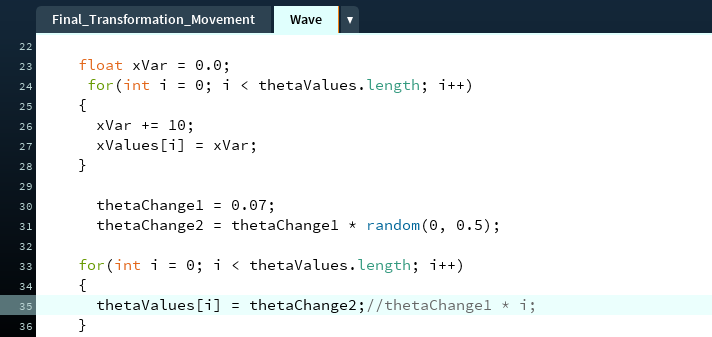 Final_Transformation_Movement Wave ▼
22
23 float xVar = 0.0;
24 for(int i = 0; i < thetaValues.length; i++)
25 {
26 xVar += 10;
27 xValues[i] = xVar;
28 }
29
30 thetaChange1 = 0.07;
31 thetaChange2 = thetaChange1 * random(0, 0.5);
32
33 for(int i = 0; i < thetaValues.length; i++)
34 {
35 thetaValues[i] = thetaChange2;//thetaChange1 * i;
36 }